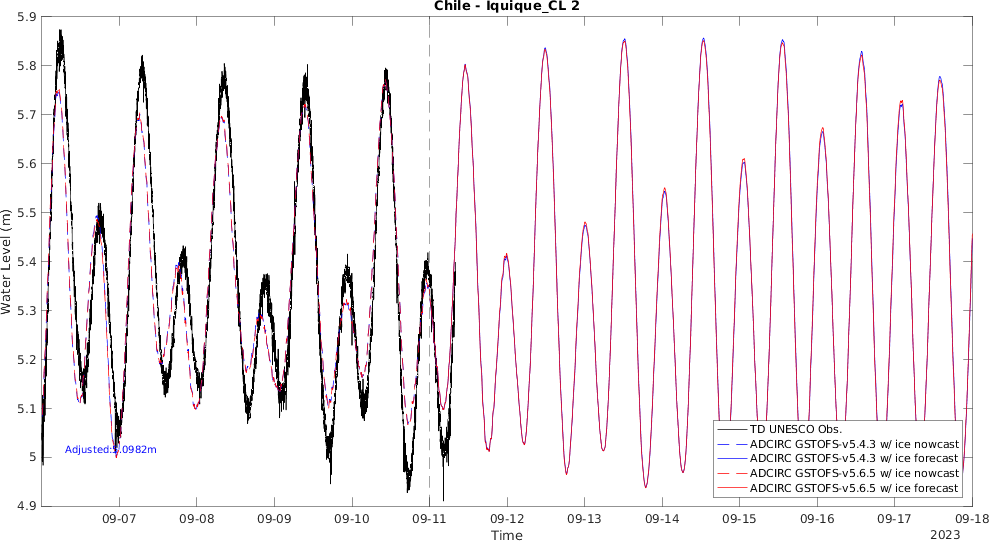 Chile - Iquique_CL 2
5.9
5.8
5.7
5.6
5.5
5.4
5.3
5.2
5.1
5
4.9
Water Level (m)
Adjusted:5.0982m
TD UNESCO Obs.
ADCIRC GSTOFS-v5.4.3 w/ ice nowcast
ADCIRC GSTOFS-v5.4.3 w/ ice forecast
ADCIRC GSTOFS-v5.6.5 w/ ice nowcast
ADCIRC GSTOFS-v5.6.5 w/ ice forecast
09-07 09-08 09-09 09-10 09-11 09-12 09-13 09-14 09-15 09-16 09-17 09-18
Time
2023